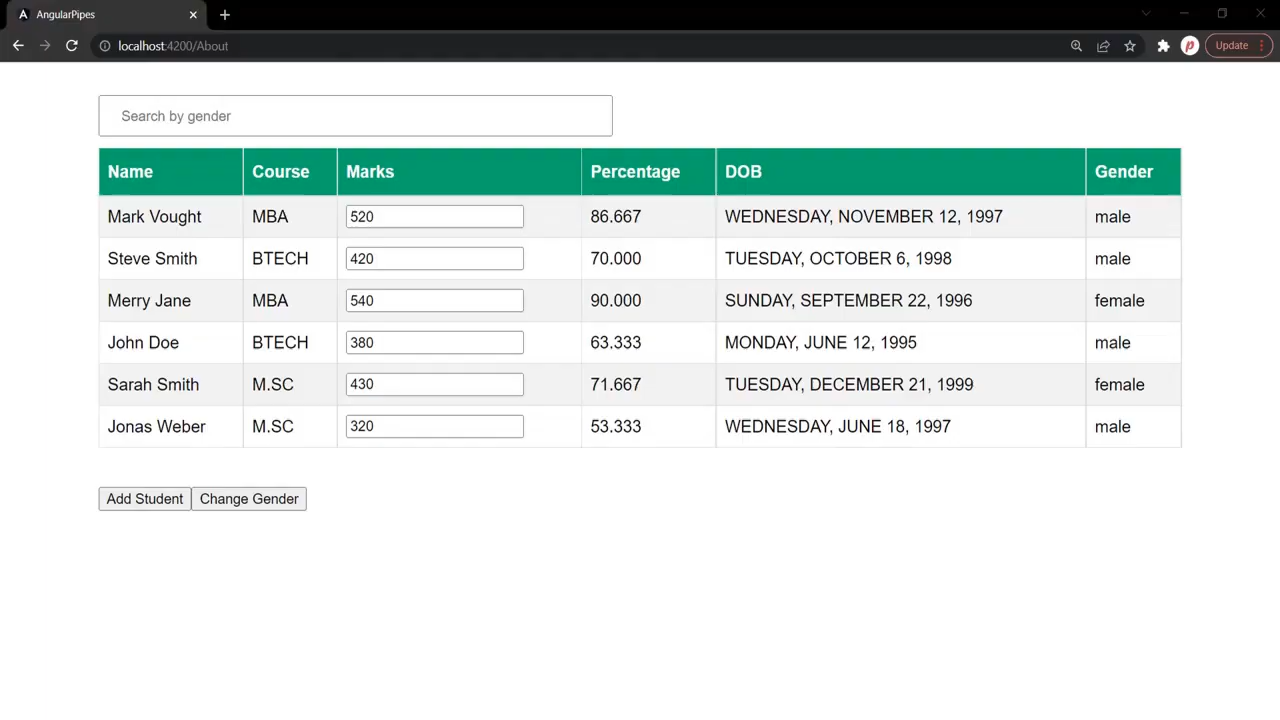 AngularPipes
localhost:4200/About
Update
Search by gender
Name Course Marks Percentage DOB Gender
Mark Vought MBA 520 86.667 WEDNESDAY, NOVEMBER 12, 1997 male
Steve Smith BTECH 420 70.000 TUESDAY, OCTOBER 6, 1998 male
Merry Jane MBA 540 90.000 SUNDAY, SEPTEMBER 22, 1996 female
John Doe BTECH 380 63.333 MONDAY, JUNE 12, 1995 male
Sarah Smith M.SC 430 71.667 TUESDAY, DECEMBER 21, 1999 female
Jonas Weber M.SC 320 53.333 WEDNESDAY, JUNE 18, 1997 male
Add Student Change Gender